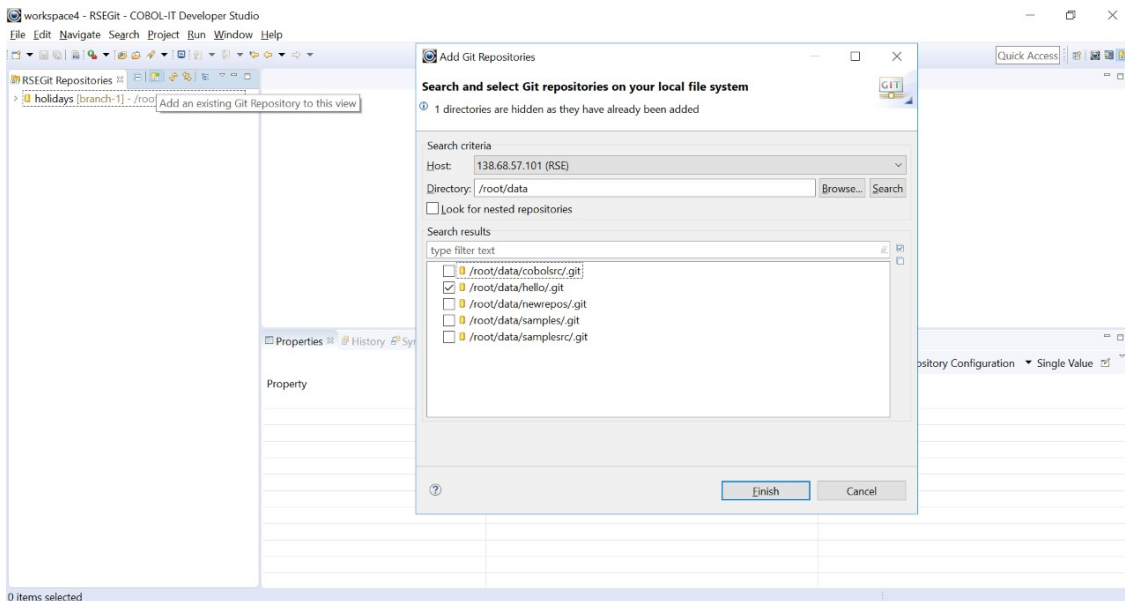 workspace4 - RSEGit - COBOL-IT Developer Studio
File Edit Navigate Search Project Run Window Help
Quick Access
RSEGit Repositories
holidays [branch-1] - /roo
Add an existing Git Repository to this view
Add Git Repositories
Search and select Git repositories on your local file system
GIT
1 directories are hidden as they have already been added
Search criteria
Host: 138.68.57.101 (RSE)
Directory: /root/data Browse... Search
Look for nested repositories
Search results
type filter text
/root/data/cobolsrc/.git
/root/data/hello/.git
/root/data/newrepos/.git
/root/data/samples/.git
/root/data/samplesrc/.git
Finish Cancel
Properties History Syn
ository Configuration Single Value
Property
0 items selected